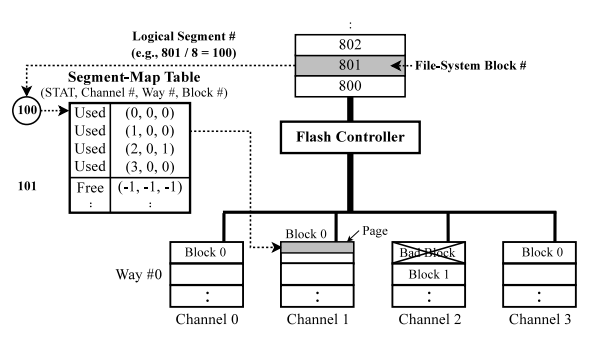 :
Logical Segment #
(e.g., 801 / 8 = 100)
802
801
800
File-System Block #
Segment-Map Table
(STAT, Channel #, Way #, Block #)
100
Used (0, 0, 0)
Used (1, 0, 0)
Used (2, 0, 1)
Used (3, 0, 0)
101
Free (-1, -1, -1)
: :
Flash Controller
Block 0
Page
Way #0
Block 0
Bad Block
Block 1
Block 0
: : : :
Channel 0
Channel 1
Channel 2
Channel 3